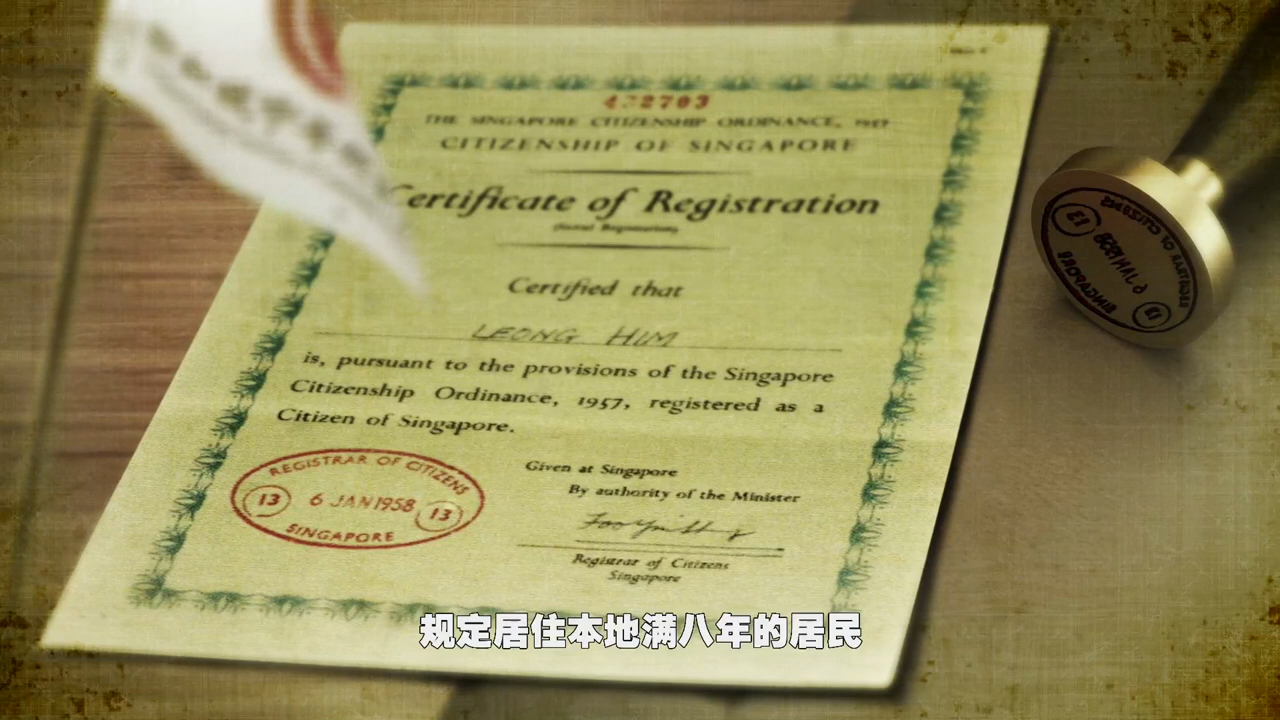 THE SINGAPORE CITIZENSHIP ORDINANCE, 1957
CITIZENSHIP OF SINGAPORE
Certificate of Registration
Certified that
LEONG HIM
is, pursuant to the provisions of the Singapore
Citizenship Ordinance, 1957, registered as a
Citizen of Singapore.
REGISTRAR OF CITIZENS
13 6 JAN 1958 13
SINGAPORE
Given at Singapore
By authority of the Minister
Registrar of Citizens
Singapore
规定居住本地满八年的居民